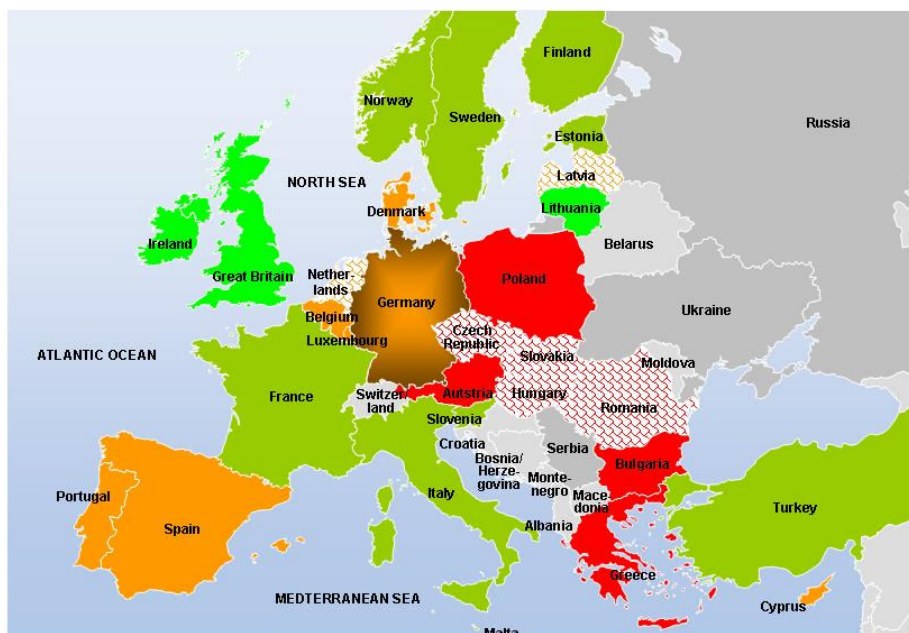 Finland
Norway
Sweden
Russia
Estonia
NORTH SEA
Latvia
Denmark
Lithuania
Ireland
Belarus
Great Britain
Nether-
lands
Germany
Poland
Ukraine
Belgium
Luxembourg
Czech
Republic
Slovakia
ATLANTIC OCEAN
Moldova
France
Switzer/
land
Autstria
Hungary
Romania
Slovenia
Croatia
Serbia
Bosnia/
Herze-
govina
Bulgaria
Portugal
Spain
Italy
Monte-
negro
Mace-
donia
Albania
Turkey
Greece
MEDTERRANEAN SEA
Cyprus
Malta